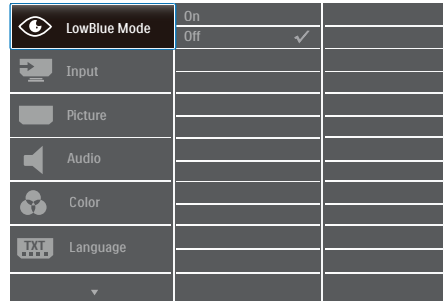 LowBlue Mode
On
Off
Input
Picture
Audio
Color
TXT
Language